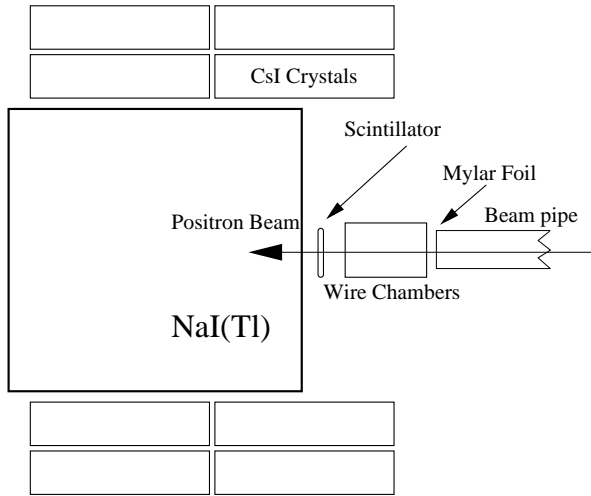 CsI Crystals
Scintillator
Mylar Foil
Positron Beam
Beam pipe
Wire Chambers
NaI(Tl)